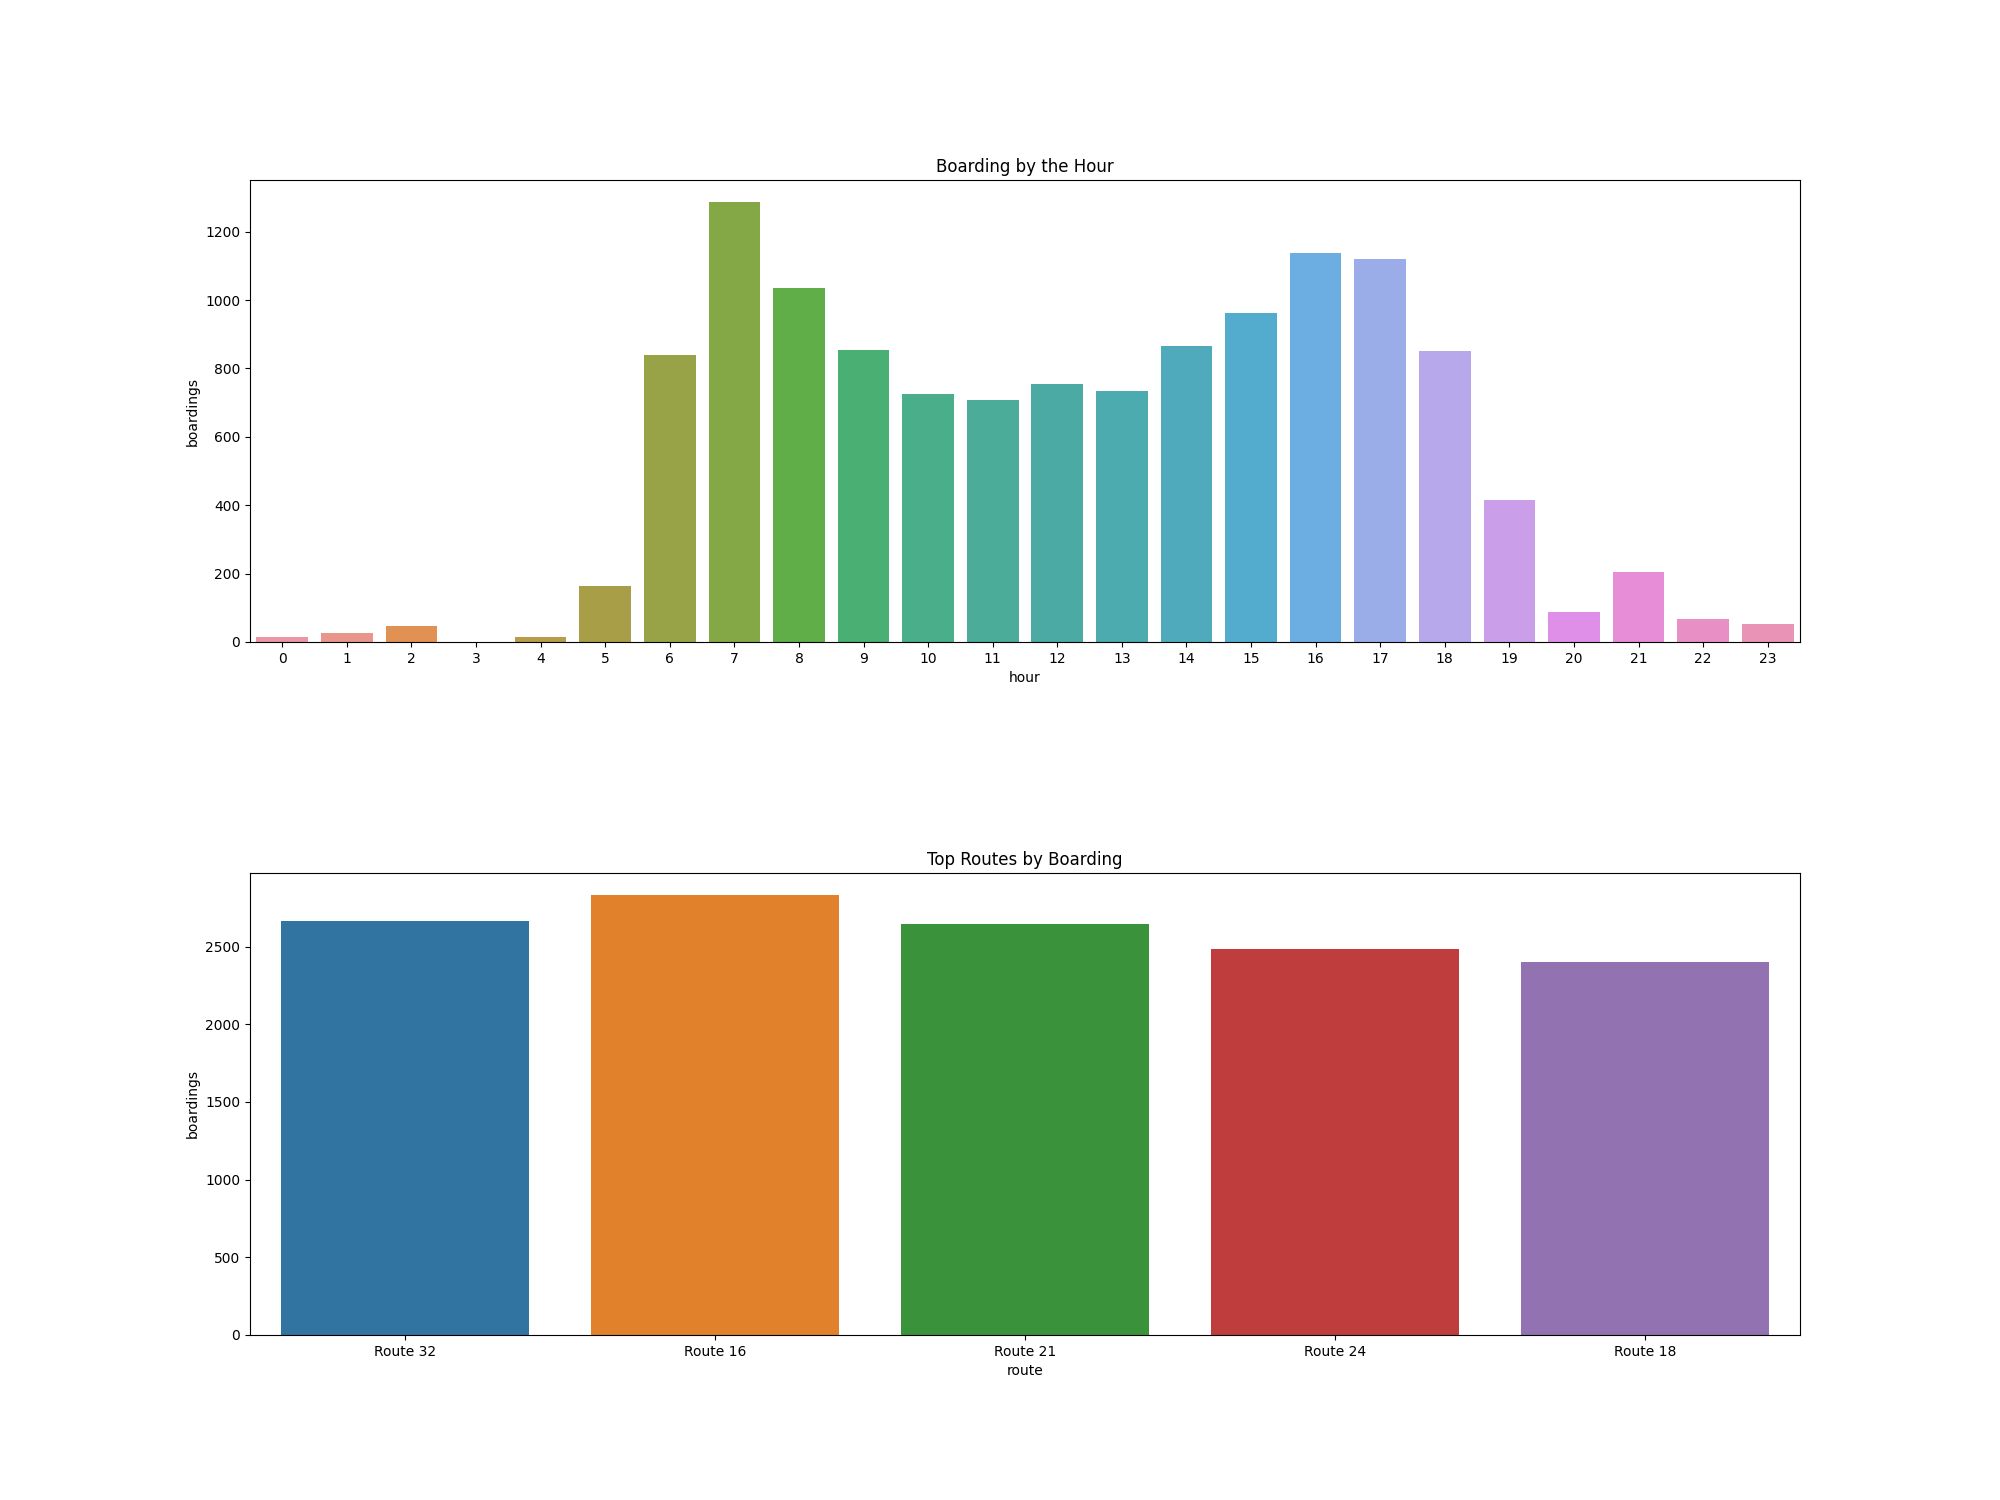 Boarding by the Hour
1200
1000
800
600
400
200
0
boardings
0 1 2 3 4 5 6 7 8 9 10 11 12 13 14 15 16 17 18 19 20 21 22 23
hour
Top Routes by Boarding
2500
2000
1500
1000
500
0
boardings
Route 32 Route 16 Route 21 Route 24 Route 18
route